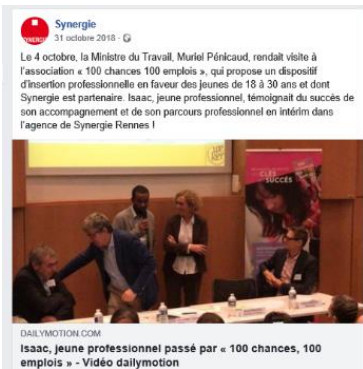 Synergie
31 octobre 2018 ·
Le 4 octobre, la Ministre du Travail, Muriel Pénicaud, rendait visite à
l'association « 100 chances 100 emplois », qui propose un dispositif
d'insertion professionnelle en faveur des jeunes de 18 à 30 ans et dont
Synergie est partenaire. Isaac, jeune professionnel, témoignait du succès de
son accompagnement et de son parcours professionnel en intérim dans
l'agence de Synergie Rennes !
CLÉS
SUCCÈS
DAILYMOTION.COM
Isaac, jeune professionnel passé par « 100 chances, 100
emplois » - Vidéo dailymotion